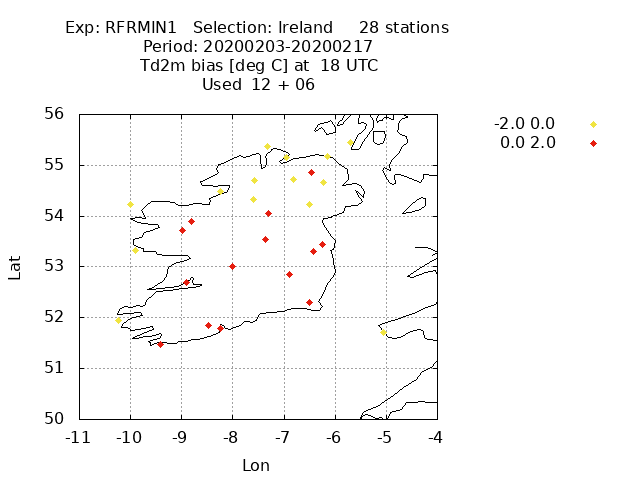 Exp: RFRMIN1   Selection: Ireland     28 stations
Period: 20200203-20200217
Td2m bias [deg C] at  18 UTC
Used  12 + 06
-2.0 0.0
0.0 2.0
56
55
54
53
52
51
50
Lat
-11 -10 -9 -8 -7 -6 -5 -4
Lon